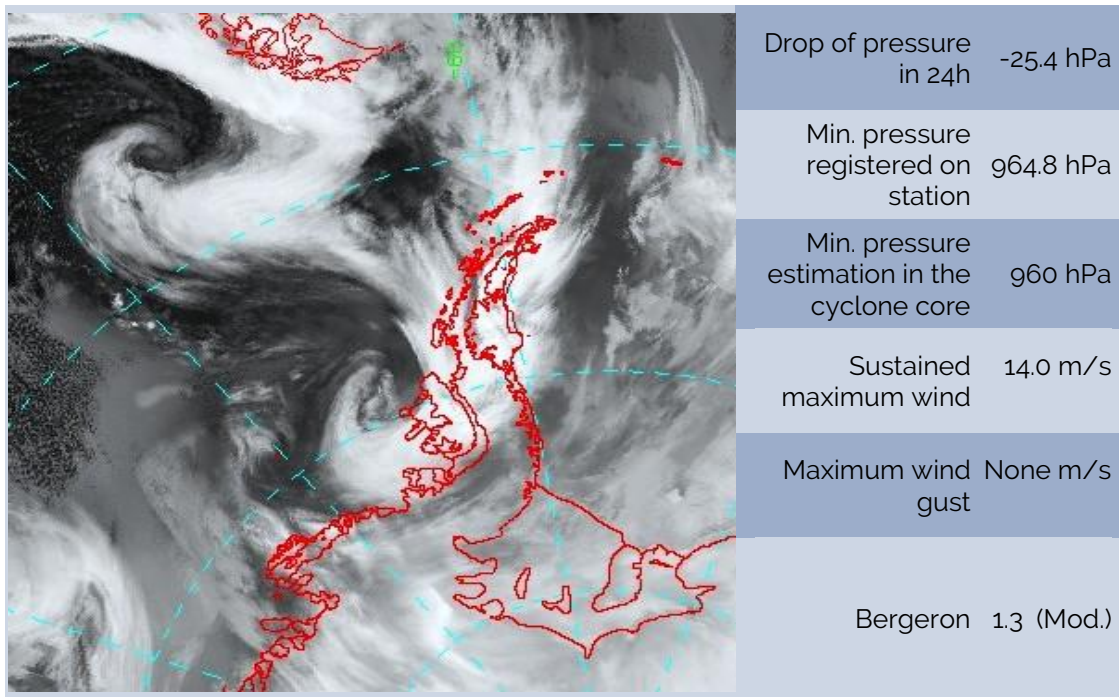 Drop of pressure in 24h -25.4 hPa
Min. pressure registered on station 964.8 hPa
Min. pressure estimation in the cyclone core 960 hPa
Sustained maximum wind 14.0 m/s
Maximum wind gust None m/s
Bergeron 1.3 (Mod.)